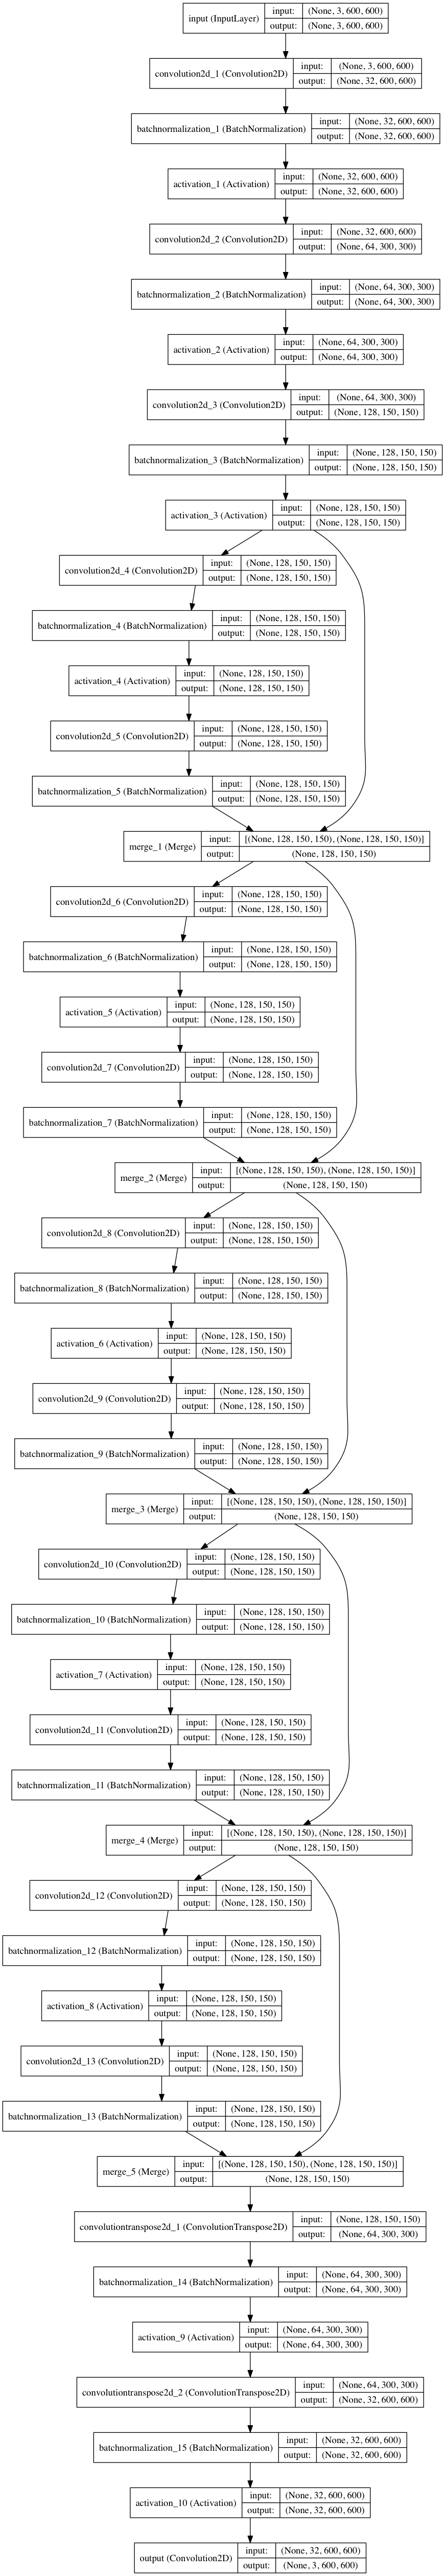 input (InputLayer)
input: (None, 3, 600, 600)
output: (None, 3, 600, 600)
convolution2d_1 (Convolution2D)
input: (None, 3, 600, 600)
output: (None, 32, 600, 600)
batchnormalization_1 (BatchNormalization)
input: (None, 32, 600, 600)
output: (None, 32, 600, 600)
activation_1 (Activation)
input: (None, 32, 600, 600)
output: (None, 32, 600, 600)
convolution2d_2 (Convolution2D)
input: (None, 32, 600, 600)
output: (None, 64, 300, 300)
batchnormalization_2 (BatchNormalization)
input: (None, 64, 300, 300)
output: (None, 64, 300, 300)
activation_2 (Activation)
input: (None, 64, 300, 300)
output: (None, 64, 300, 300)
convolution2d_3 (Convolution2D)
input: (None, 64, 300, 300)
output: (None, 128, 150, 150)
batchnormalization_3 (BatchNormalization)
input: (None, 128, 150, 150)
output: (None, 128, 150, 150)
activation_3 (Activation)
input: (None, 128, 150, 150)
output: (None, 128, 150, 150)
convolution2d_4 (Convolution2D)
input: (None, 128, 150, 150)
output: (None, 128, 150, 150)
batchnormalization_4 (BatchNormalization)
input: (None, 128, 150, 150)
output: (None, 128, 150, 150)
activation_4 (Activation)
input: (None, 128, 150, 150)
output: (None, 128, 150, 150)
convolution2d_5 (Convolution2D)
input: (None, 128, 150, 150)
output: (None, 128, 150, 150)
batchnormalization_5 (BatchNormalization)
input: (None, 128, 150, 150)
output: (None, 128, 150, 150)
merge_1 (Merge)
input: [(None, 128, 150, 150), (None, 128, 150, 150)]
output: (None, 128, 150, 150)
convolution2d_6 (Convolution2D)
input: (None, 128, 150, 150)
output: (None, 128, 150, 150)
batchnormalization_6 (BatchNormalization)
input: (None, 128, 150, 150)
output: (None, 128, 150, 150)
activation_5 (Activation)
input: (None, 128, 150, 150)
output: (None, 128, 150, 150)
convolution2d_7 (Convolution2D)
input: (None, 128, 150, 150)
output: (None, 128, 150, 150)
batchnormalization_7 (BatchNormalization)
input: (None, 128, 150, 150)
output: (None, 128, 150, 150)
merge_2 (Merge)
input: [(None, 128, 150, 150), (None, 128, 150, 150)]
output: (None, 128, 150, 150)
convolution2d_8 (Convolution2D)
input: (None, 128, 150, 150)
output: (None, 128, 150, 150)
batchnormalization_8 (BatchNormalization)
input: (None, 128, 150, 150)
output: (None, 128, 150, 150)
activation_6 (Activation)
input: (None, 128, 150, 150)
output: (None, 128, 150, 150)
convolution2d_9 (Convolution2D)
input: (None, 128, 150, 150)
output: (None, 128, 150, 150)
batchnormalization_9 (BatchNormalization)
input: (None, 128, 150, 150)
output: (None, 128, 150, 150)
merge_3 (Merge)
input: [(None, 128, 150, 150), (None, 128, 150, 150)]
output: (None, 128, 150, 150)
convolution2d_10 (Convolution2D)
input: (None, 128, 150, 150)
output: (None, 128, 150, 150)
batchnormalization_10 (BatchNormalization)
input: (None, 128, 150, 150)
output: (None, 128, 150, 150)
activation_7 (Activation)
input: (None, 128, 150, 150)
output: (None, 128, 150, 150)
convolution2d_11 (Convolution2D)
input: (None, 128, 150, 150)
output: (None, 128, 150, 150)
batchnormalization_11 (BatchNormalization)
input: (None, 128, 150, 150)
output: (None, 128, 150, 150)
merge_4 (Merge)
input: [(None, 128, 150, 150), (None, 128, 150, 150)]
output: (None, 128, 150, 150)
convolution2d_12 (Convolution2D)
input: (None, 128, 150, 150)
output: (None, 128, 150, 150)
batchnormalization_12 (BatchNormalization)
input: (None, 128, 150, 150)
output: (None, 128, 150, 150)
activation_8 (Activation)
input: (None, 128, 150, 150)
output: (None, 128, 150, 150)
convolution2d_13 (Convolution2D)
input: (None, 128, 150, 150)
output: (None, 128, 150, 150)
batchnormalization_13 (BatchNormalization)
input: (None, 128, 150, 150)
output: (None, 128, 150, 150)
merge_5 (Merge)
input: [(None, 128, 150, 150), (None, 128, 150, 150)]
output: (None, 128, 150, 150)
convolutiontranspose2d_1 (ConvolutionTranspose2D)
input: (None, 128, 150, 150)
output: (None, 64, 300, 300)
batchnormalization_14 (BatchNormalization)
input: (None, 64, 300, 300)
output: (None, 64, 300, 300)
activation_9 (Activation)
input: (None, 64, 300, 300)
output: (None, 64, 300, 300)
convolutiontranspose2d_2 (ConvolutionTranspose2D)
input: (None, 64, 300, 300)
output: (None, 32, 600, 600)
batchnormalization_15 (BatchNormalization)
input: (None, 32, 600, 600)
output: (None, 32, 600, 600)
activation_10 (Activation)
input: (None, 32, 600, 600)
output: (None, 32, 600, 600)
output (Convolution2D)
input: (None, 32, 600, 600)
output: (None, 3, 600, 600)